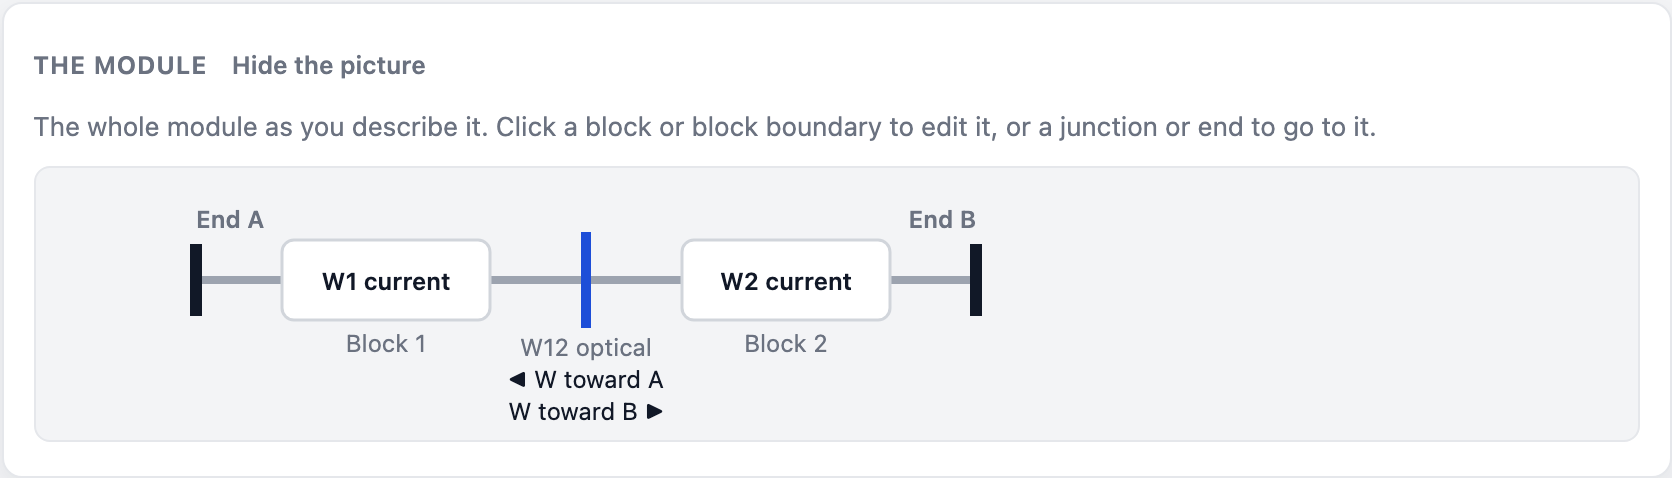 THE MODULE Hide the picture
The whole module as you describe it. Click a block or block boundary to edit it, or a junction or end to go to it.
End A
End B
W1 current
W2 current
Block 1
W12 optical
Block 2
◀ W toward A
W toward B ▶